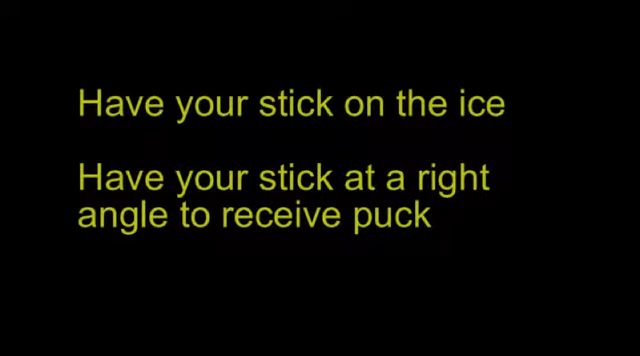 Have your stick on the ice
Have your stick at a right
angle to receive puck